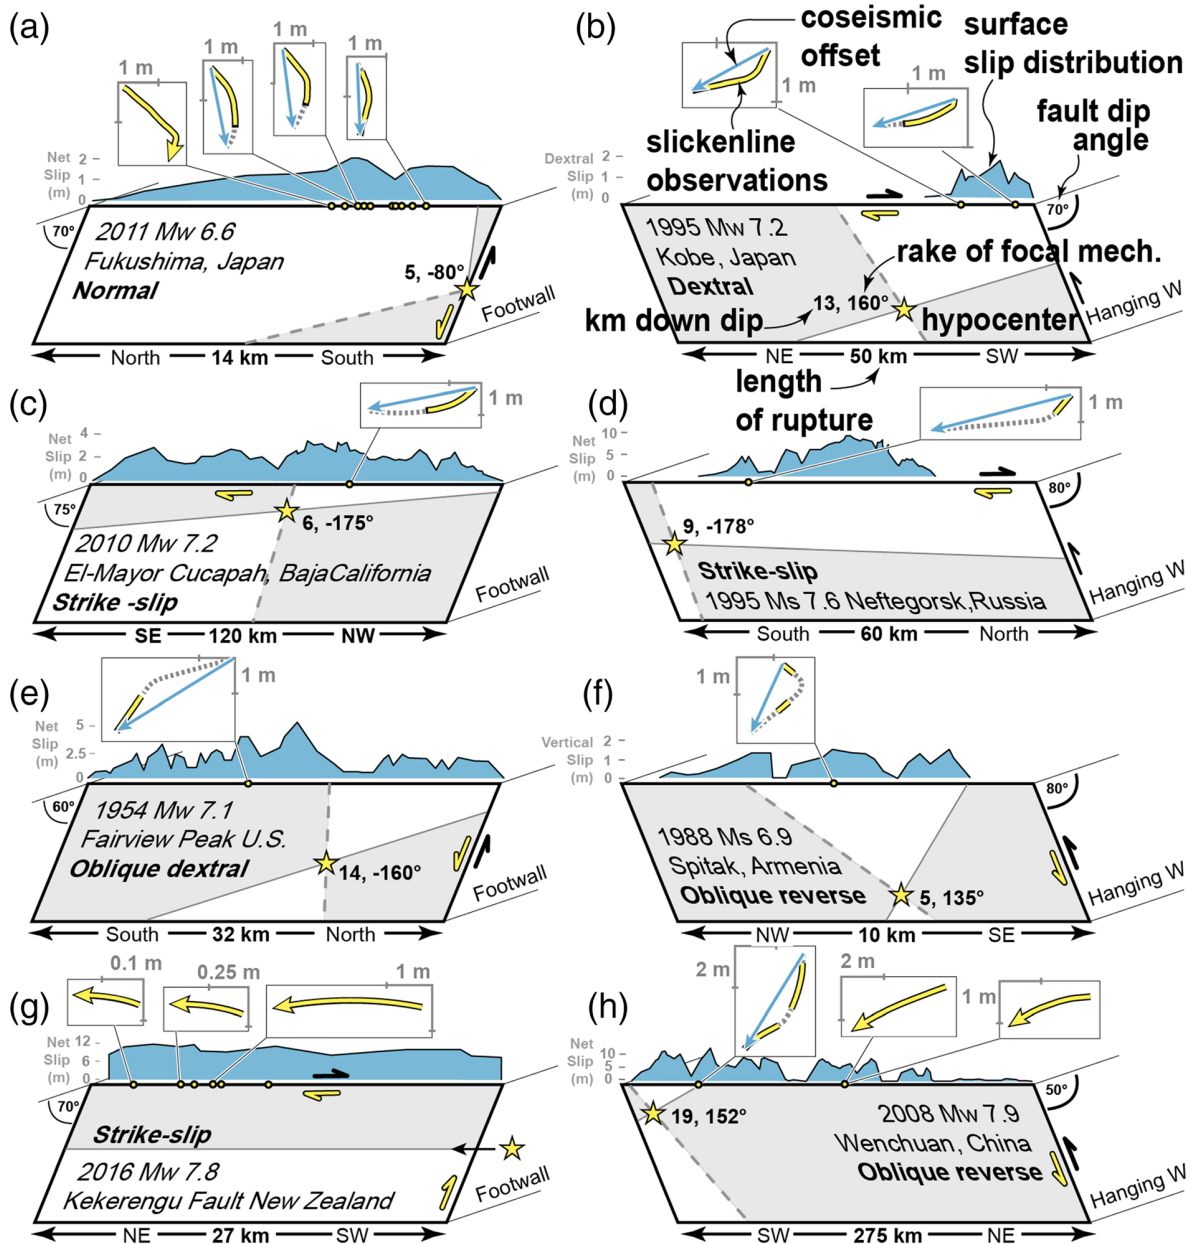 (a)
1 m
1 m
1 m
1 m
Net
Slip
(m)
2
1
0
70°
2011 Mw 6.6
Fukushima, Japan
Normal
5, -80°
Footwall
North 14 km South
(b)
coseismic
offset
surface
slip distribution
1 m
1 m
fault dip
angle
slickenline
observations
Dextral
Slip
(m)
2
1
0
70°
1995 Mw 7.2
Kobe, Japan
Dextral
rake of focal mech.
13, 160°
km down dip
hypocenter
Hanging W
NE 50 km SW
length
of rupture
(c)
1 m
Net
Slip
(m)
4
2
0
75°
6, -175°
2010 Mw 7.2
El-Mayor Cucapah, BajaCalifornia
Strike -slip
Footwall
SE 120 km NW
(d)
1 m
Net
Slip
(m)
10
5
0
80°
9, -178°
Strike-slip
1995 Ms 7.6 Neftegorsk,Russia
Hanging W
South 60 km North
(e)
1 m
Net
Slip
(m)
5
2.5
0
60°
1954 Mw 7.1
Fairview Peak U.S.
Oblique dextral
14, -160°
Footwall
South 32 km North
(f)
1 m
Vertical
Slip
(m)
2
1
0
80°
1988 Ms 6.9
Spitak, Armenia
Oblique reverse
5, 135°
Hanging W
NW 10 km SE
(g)
0.1 m
0.25 m
1 m
Net
Slip
(m)
12
6
0
70°
Strike-slip
2016 Mw 7.8
Kekerengu Fault New Zealand
Footwall
NE 27 km SW
(h)
2 m
2 m
1 m
Net
Slip
(m)
10
5
0
50°
19, 152°
2008 Mw 7.9
Wenchuan, China
Oblique reverse
Hanging W
SW 275 km NE